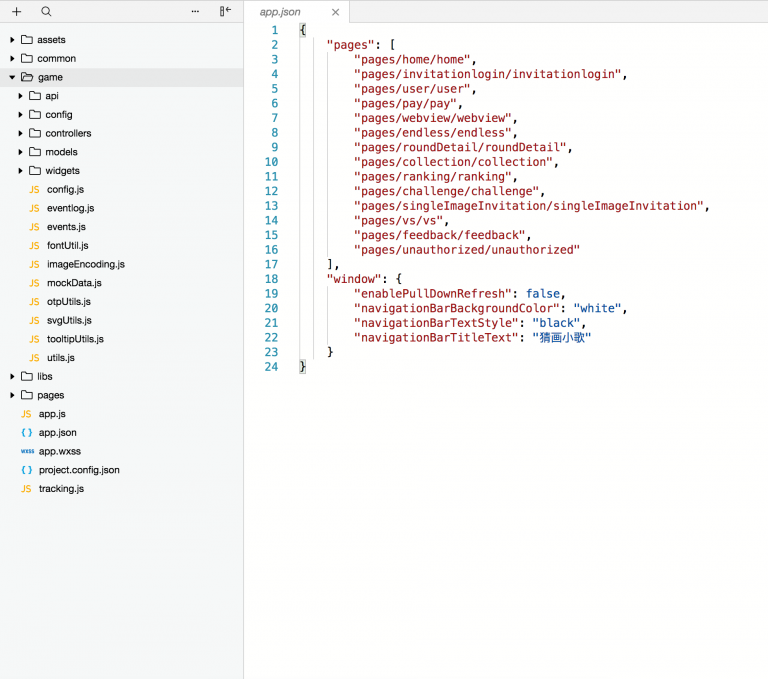 app.json
assets
common
game
api
config
controllers
models
widgets
JS config.js
JS eventlog.js
JS events.js
JS fontUtil.js
JS imageEncoding.js
JS mockData.js
JS otpUtils.js
JS svgUtils.js
JS tooltipUtils.js
JS utils.js
libs
pages
JS app.js
{ } app.json
wxss app.wxss
{ } project.config.json
JS tracking.js
1 {
2 "pages": [
3 "pages/home/home",
4 "pages/invitationlogin/invitationlogin",
5 "pages/user/user",
6 "pages/pay/pay",
7 "pages/webview/webview",
8 "pages/endless/endless",
9 "pages/roundDetail/roundDetail",
10 "pages/collection/collection",
11 "pages/ranking/ranking",
12 "pages/challenge/challenge",
13 "pages/singleImageInvitation/singleImageInvitation",
14 "pages/vs/vs",
15 "pages/feedback/feedback",
16 "pages/unauthorized/unauthorized"
17 ],
18 "window": {
19 "enablePullDownRefresh": false,
20 "navigationBarBackgroundColor": "white",
21 "navigationBarTextStyle": "black",
22 "navigationBarTitleText": "猜画小歌"
23 }
24 }